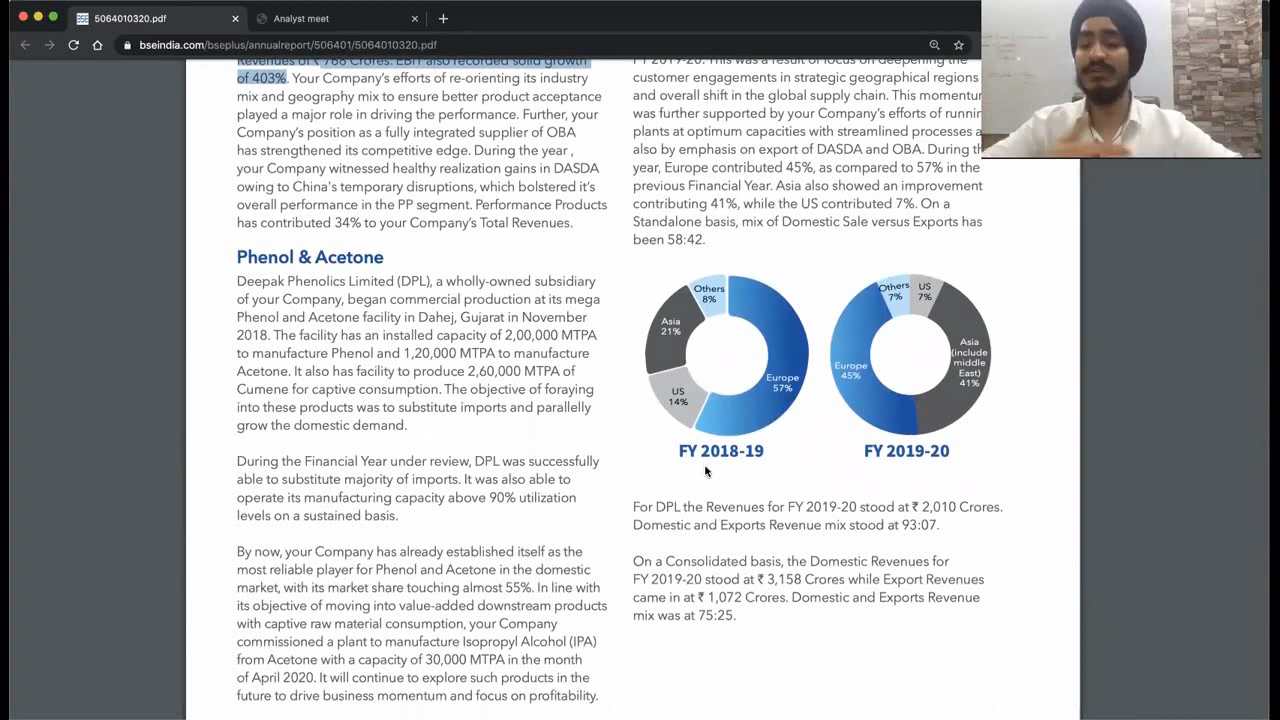 5064010320.pdf
Analyst meet
bseindia.com/bseplus/annualreport/506401/5064010320.pdf
Revenues of ₹ 768 Crores. EBIT also recorded solid growth
of 403%. Your Company's efforts of re-orienting its industry
mix and geography mix to ensure better product acceptance
played a major role in driving the performance. Further, your
Company's position as a fully integrated supplier of OBA
has strengthened its competitive edge. During the year ,
your Company witnessed healthy realization gains in DASDA
owing to China's temporary disruptions, which bolstered it's
overall performance in the PP segment. Performance Products
has contributed 34% to your Company's Total Revenues.
Phenol & Acetone
Deepak Phenolics Limited (DPL), a wholly-owned subsidiary
of your Company, began commercial production at its mega
Phenol and Acetone facility in Dahej, Gujarat in November
2018. The facility has an installed capacity of 2,00,000 MTPA
to manufacture Phenol and 1,20,000 MTPA to manufacture
Acetone. It also has facility to produce 2,60,000 MTPA of
Cumene for captive consumption. The objective of foraying
into these products was to substitute imports and parallelly
grow the domestic demand.
During the Financial Year under review, DPL was successfully
able to substitute majority of imports. It was also able to
operate its manufacturing capacity above 90% utilization
levels on a sustained basis.
By now, your Company has already established itself as the
most reliable player for Phenol and Acetone in the domestic
market, with its market share touching almost 55%. In line with
its objective of moving into value-added downstream products
with captive raw material consumption, your Company
commissioned a plant to manufacture Isopropyl Alcohol (IPA)
from Acetone with a capacity of 30,000 MTPA in the month
of April 2020. It will continue to explore such products in the
future to drive business momentum and focus on profitability.
FY 2019-20. This was a result of focus on deepening the
customer engagements in strategic geographical regions
and overall shift in the global supply chain. This momentum
was further supported by your Company's efforts of runnin
plants at optimum capacities with streamlined processes a
also by emphasis on export of DASDA and OBA. During th
year, Europe contributed 45%, as compared to 57% in the
previous Financial Year. Asia also showed an improvement
contributing 41%, while the US contributed 7%. On a
Standalone basis, mix of Domestic Sale versus Exports has
been 58:42.
Others
8%
Asia
21%
US
14%
Europe
57%
FY 2018-19
Others
7%
US
7%
Europe
45%
Asia
(include
middle
East)
41%
FY 2019-20
For DPL the Revenues for FY 2019-20 stood at ₹ 2,010 Crores.
Domestic and Exports Revenue mix stood at 93:07.
On a Consolidated basis, the Domestic Revenues for
FY 2019-20 stood at ₹ 3,158 Crores while Export Revenues
came in at ₹ 1,072 Crores. Domestic and Exports Revenue
mix was at 75:25.